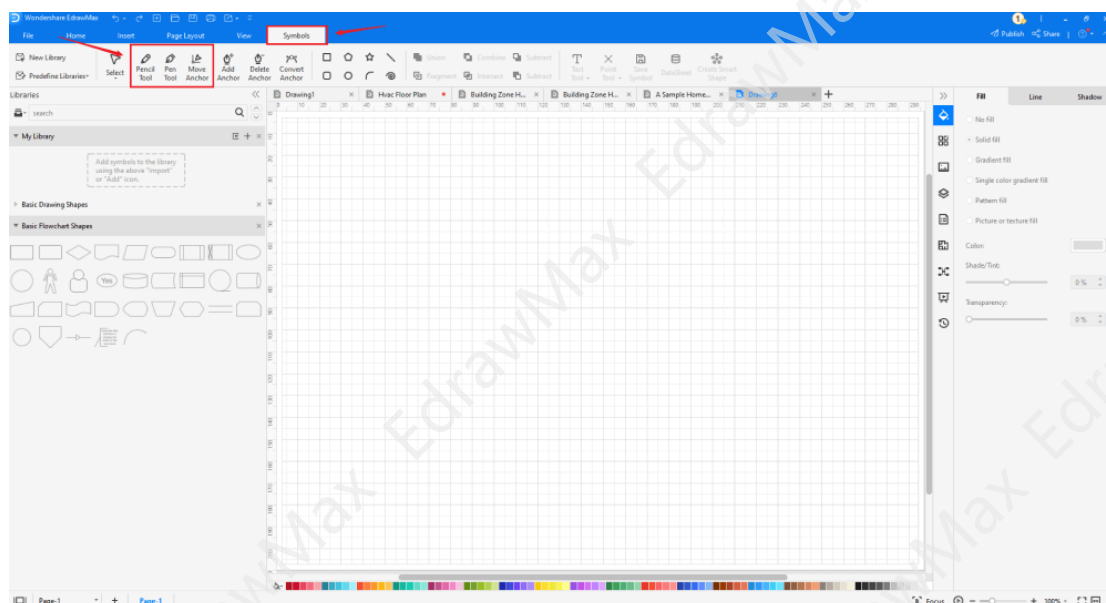 Wondershare EdrawMax
File Home Insert Page Layout View Symbols
Publish Share
New Library
Predefine Libraries
Select
Pencil Tool
Pen Tool
Move Anchor
Add Anchor
Delete Anchor
Convert Anchor
Union Combine Subtract
Fragment Intersect Subtract
Text Tool
Point Tool
Save Symbol
DataSheet
Create Smart Shape
Libraries
search
My Library
Add symbols to the library
using the above "import"
or "Add" icon.
Basic Drawing Shapes
Basic Flowchart Shapes
Yes
Drawing1 Hvac Floor Plan Building Zone H... Building Zone H... A Sample Home... Drawing8
Fill Line Shadow
No fill
Solid fill
Gradient fill
Single color gradient fill
Pattern fill
Picture or texture fill
Color:
Shade/Tint:
0 %
Transparency:
0 %
Page-1 Page-1
Focus 100%
EdrawMax
EdrawMax